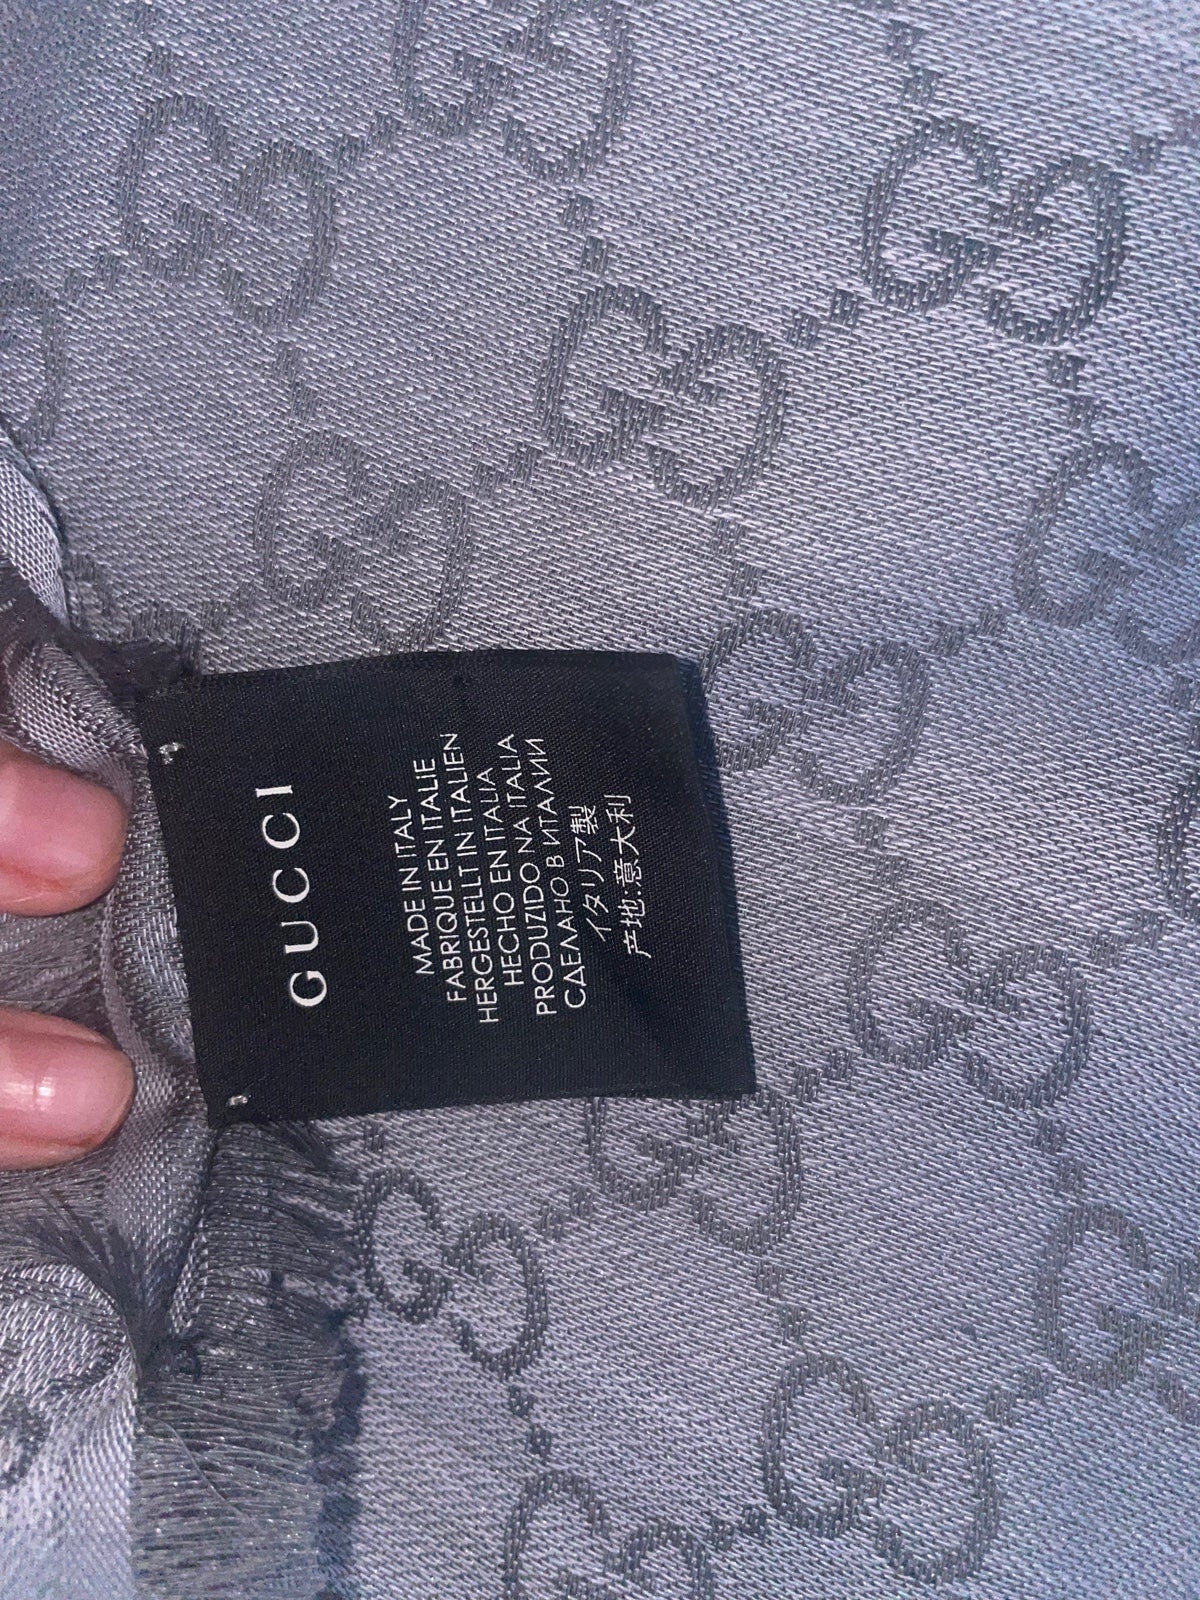 GUCCI
MADE IN ITALY
FABRIQUE EN ITALIE
HERGESTELLT IN ITALIEN
HECHO EN ITALIA
PRODUZIDO NA ITALIA
СДЕЛАНО В ИТАЛИИ
イタリア製
产地:意大利